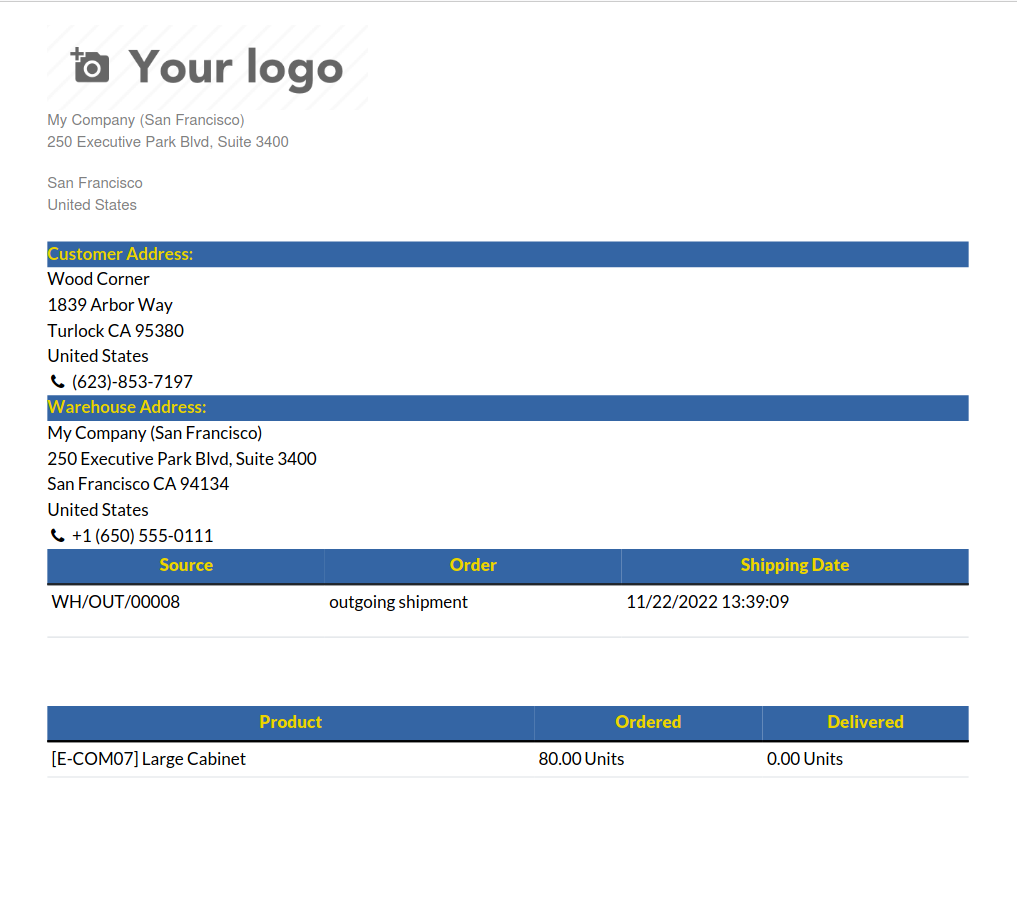 Your logo
My Company (San Francisco)
250 Executive Park Blvd, Suite 3400
San Francisco
United States
Customer Address:
Wood Corner
1839 Arbor Way
Turlock CA 95380
United States
(623)-853-7197
Warehouse Address:
My Company (San Francisco)
250 Executive Park Blvd, Suite 3400
San Francisco CA 94134
United States
+1 (650) 555-0111
Source Order Shipping Date
WH/OUT/00008 outgoing shipment 11/22/2022 13:39:09
Product Ordered Delivered
[E-COM07] Large Cabinet 80.00 Units 0.00 Units